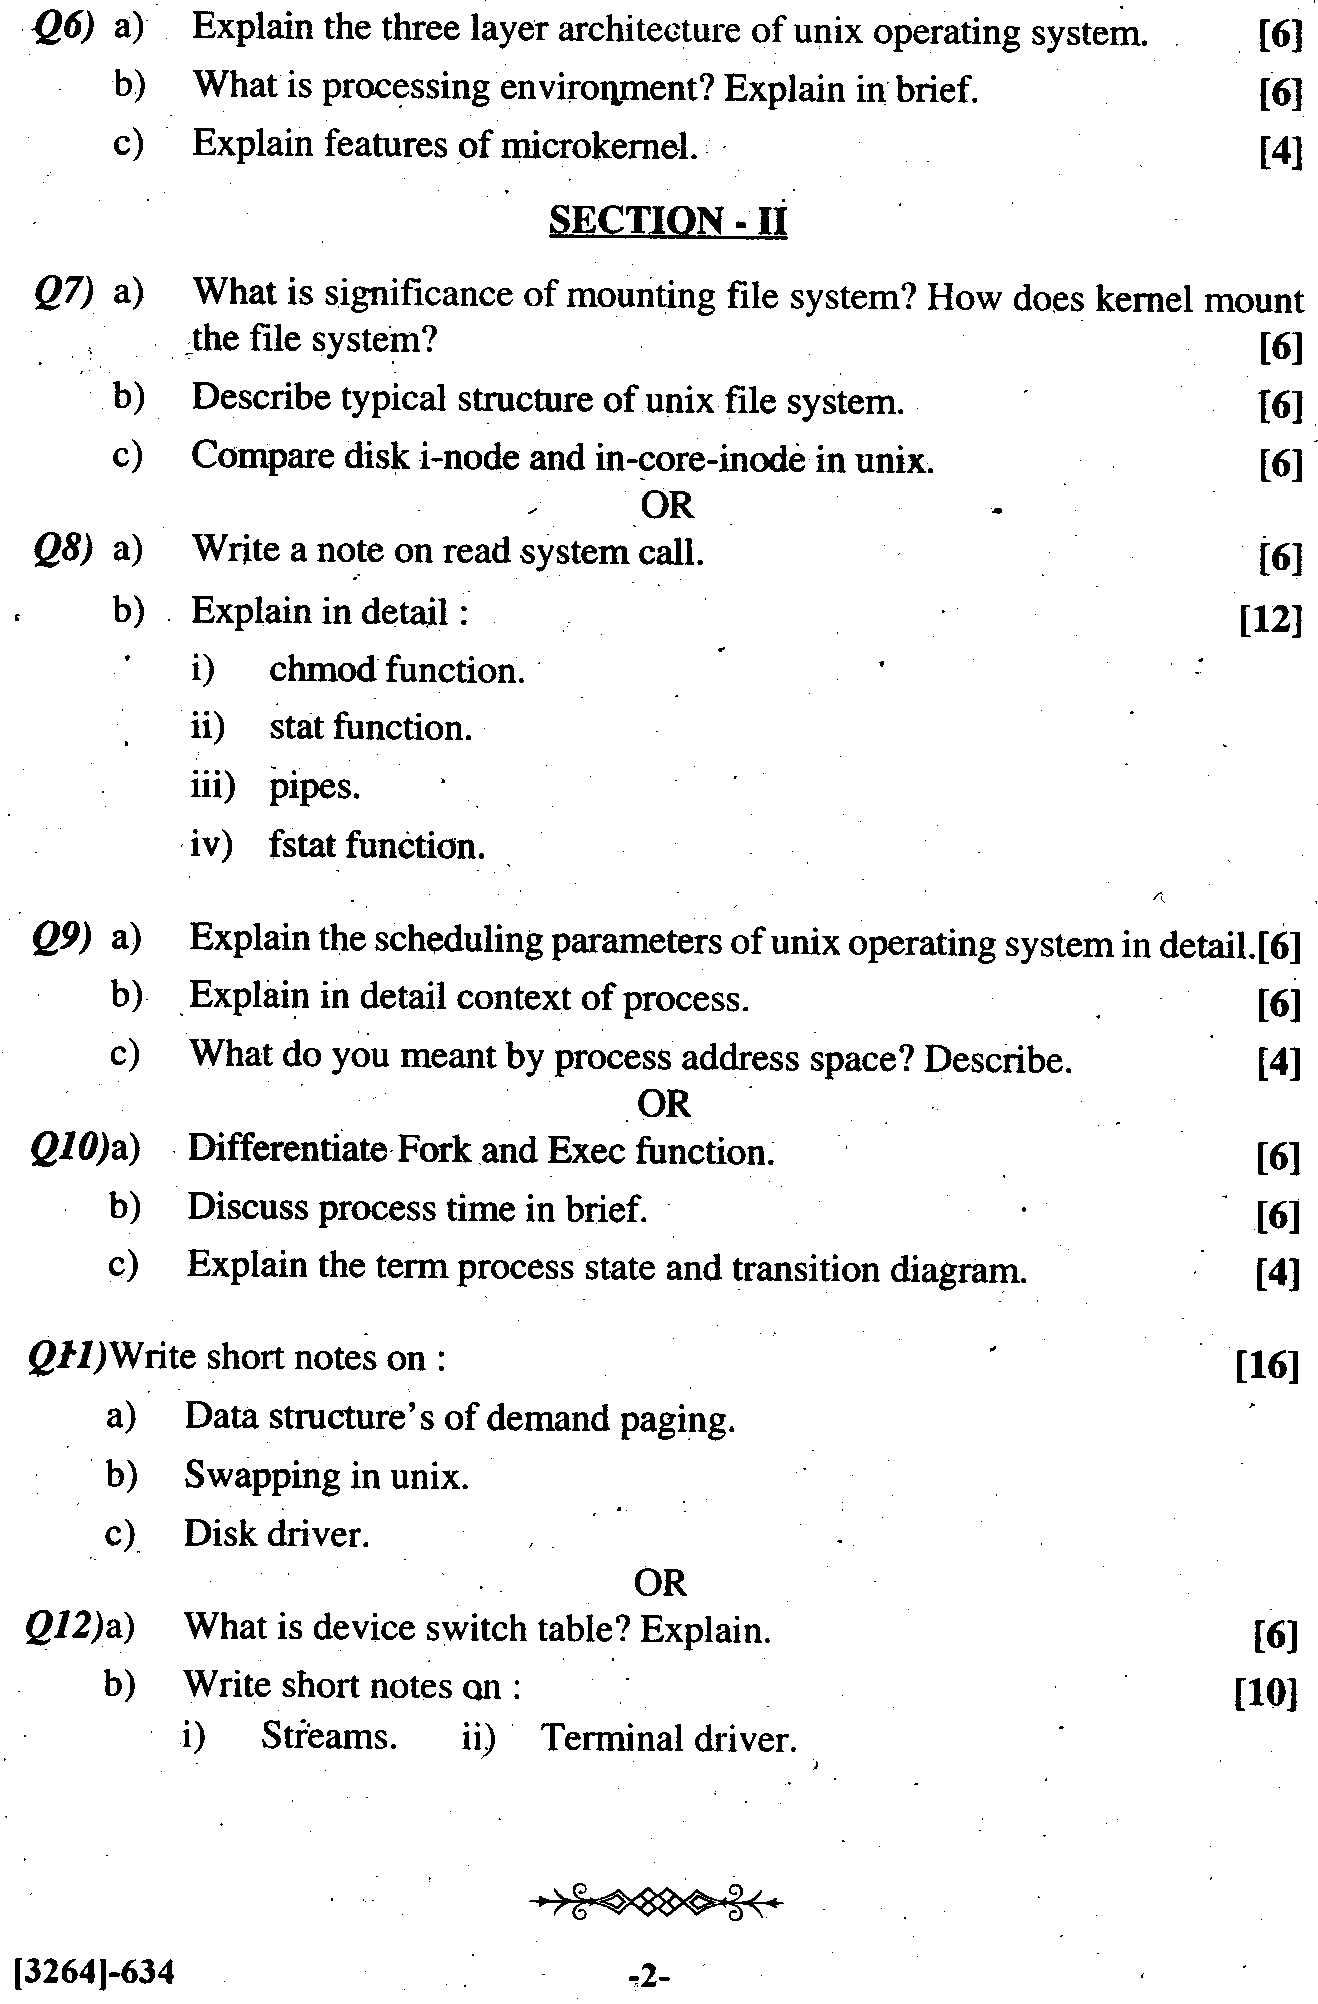 Q6) a) Explain the three layer architecture of unix operating system. [6]
b) What is processing environment? Explain in brief. [6]
c) Explain features of microkernel. [4]
SECTION - II
Q7) a) What is significance of mounting file system? How does kernel mount
the file system? [6]
b) Describe typical structure of unix file system. [6]
c) Compare disk i-node and in-core-inode in unix. [6]
OR
Q8) a) Write a note on read system call. [6]
b) Explain in detail : [12]
i) chmod function.
ii) stat function.
iii) pipes.
iv) fstat function.
Q9) a) Explain the scheduling parameters of unix operating system in detail.[6]
b) Explain in detail context of process. [6]
c) What do you meant by process address space? Describe. [4]
OR
Q10)a) Differentiate Fork and Exec function. [6]
b) Discuss process time in brief. [6]
c) Explain the term process state and transition diagram. [4]
Q11)Write short notes on : [16]
a) Data structure's of demand paging.
b) Swapping in unix.
c) Disk driver.
OR
Q12)a) What is device switch table? Explain. [6]
b) Write short notes on : [10]
i) Streams. ii) Terminal driver.
[3264]-634 -2-